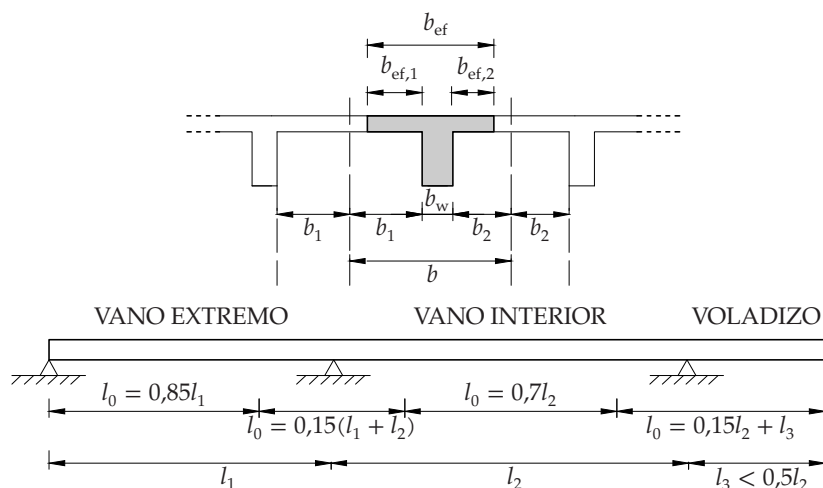 b_ef
b_ef,1 b_ef,2
b_w
b_1 b_1 b_2 b_2
b
VANO EXTREMO VANO INTERIOR VOLADIZO
l_0 = 0,85l_1 l_0 = 0,7l_2
l_0 = 0,15(l_1 + l_2) l_0 = 0,15l_2 + l_3
l_1 l_2 l_3 < 0,5l_2